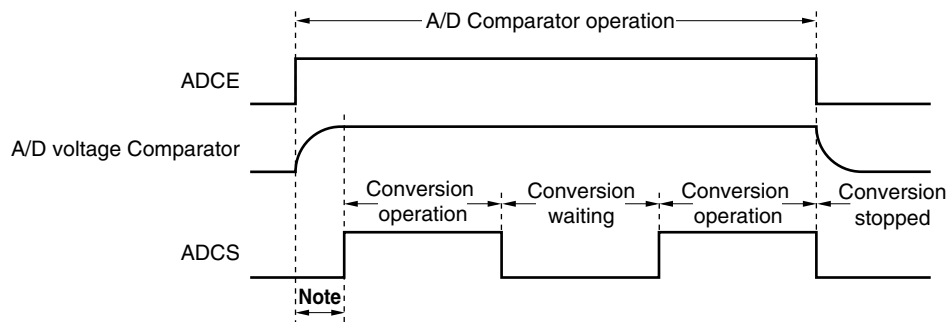 A/D Comparator operation
ADCE
A/D voltage Comparator
Conversion operation
Conversion waiting
Conversion operation
Conversion stopped
ADCS
Note